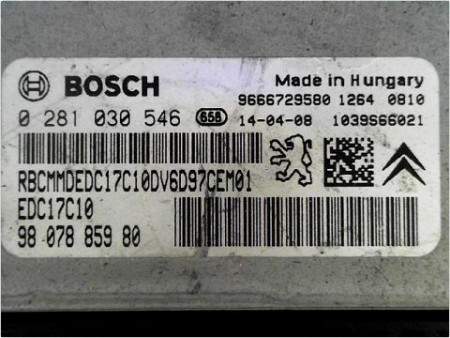 BOSCH
Made in Hungary
9666729580 1264 0810
0 281 030 546 658 14-04-08 1039S66021
RBCMMDEDC17C10DV6D97CEM01
EDC17C10
98 078 859 80